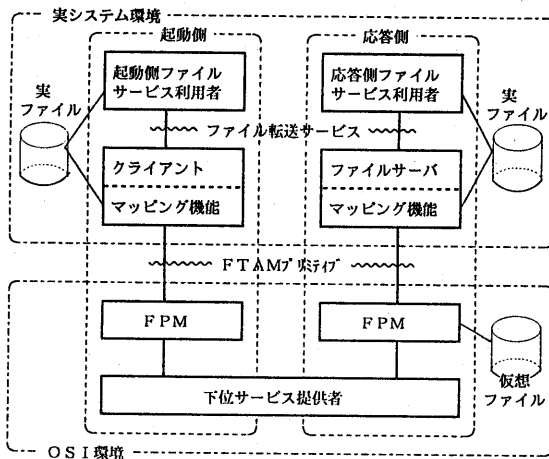 実システム環境
起動側
応答側
起動側ファイル
サービス利用者
応答側ファイル
サービス利用者
実
ファイル
実
ファイル
ファイル転送サービス
クライアント
マッピング機能
ファイルサーバ
マッピング機能
FTAMプリミティブ
FPM
FPM
仮想
ファイル
下位サービス提供者
OSI環境